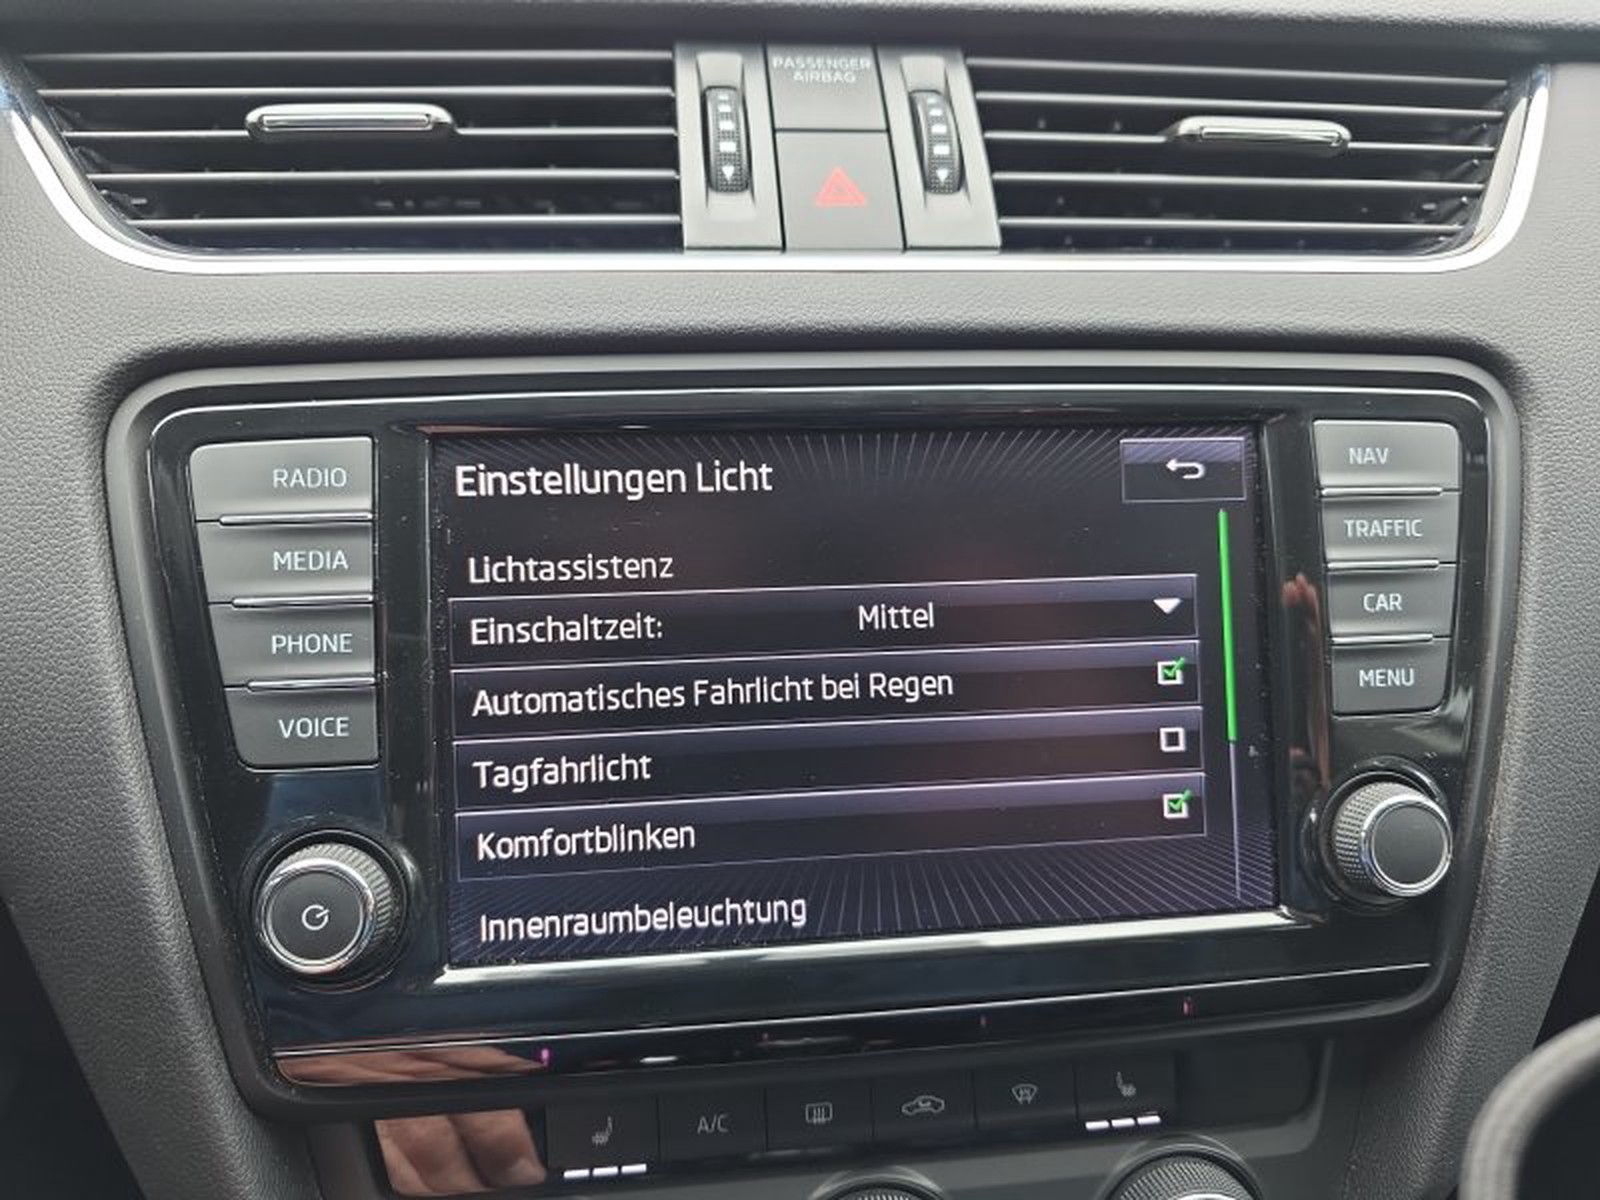 PASSENGER
AIRBAG
RADIO
MEDIA
PHONE
VOICE
Einstellungen Licht
Lichtassistenz
Einschaltzeit: Mittel
Automatisches Fahrlicht bei Regen
Tagfahrlicht
Komfortblinken
Innenraumbeleuchtung
NAV
TRAFFIC
CAR
MENU
A/C